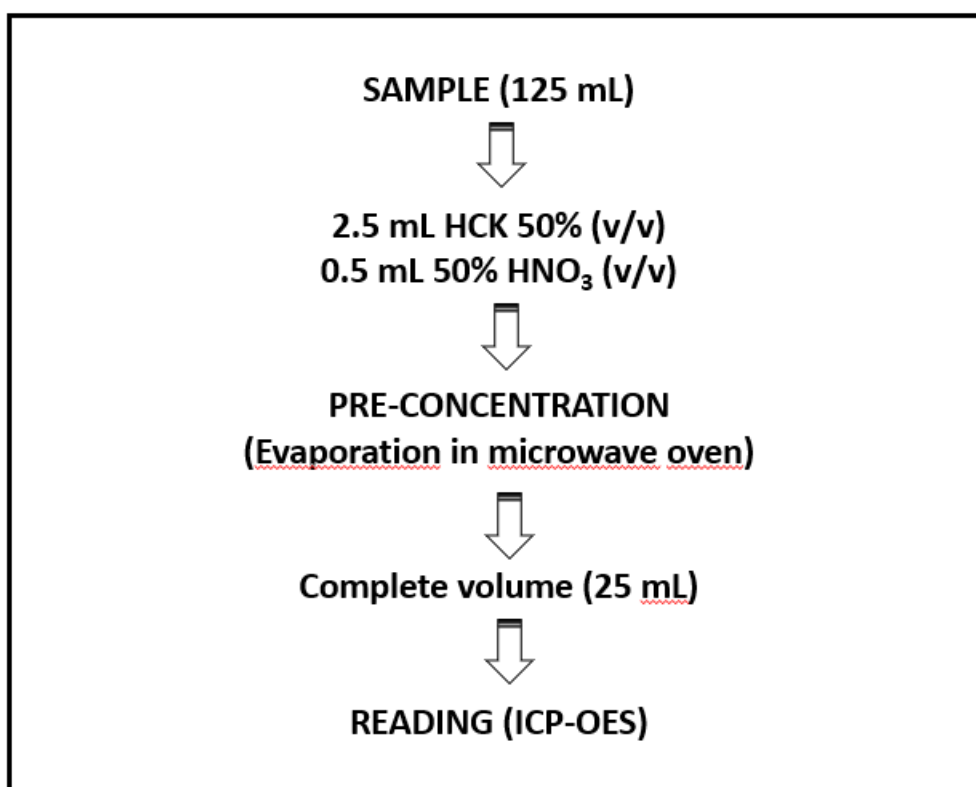 SAMPLE (125 mL)
2.5 mL HCK 50% (v/v)
0.5 mL 50% HNO₃ (v/v)
PRE-CONCENTRATION
(Evaporation in microwave oven)
Complete volume (25 mL)
READING (ICP-OES)